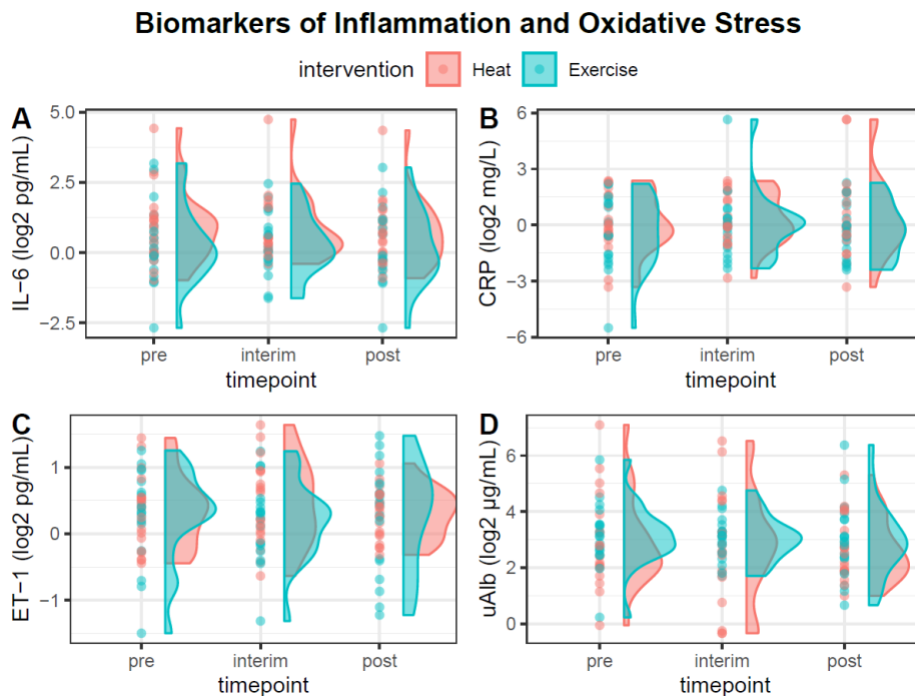 Biomarkers of Inflammation and Oxidative Stress
intervention Heat Exercise
A
IL−6 (log2 pg/mL)
5.0
2.5
0.0
−2.5
pre interim post
timepoint
B
CRP (log2 mg/L)
6
3
0
−3
−6
pre interim post
timepoint
C
ET−1 (log2 pg/mL)
1
0
−1
pre interim post
timepoint
D
uAlb (log2 µg/mL)
6
4
2
0
pre interim post
timepoint